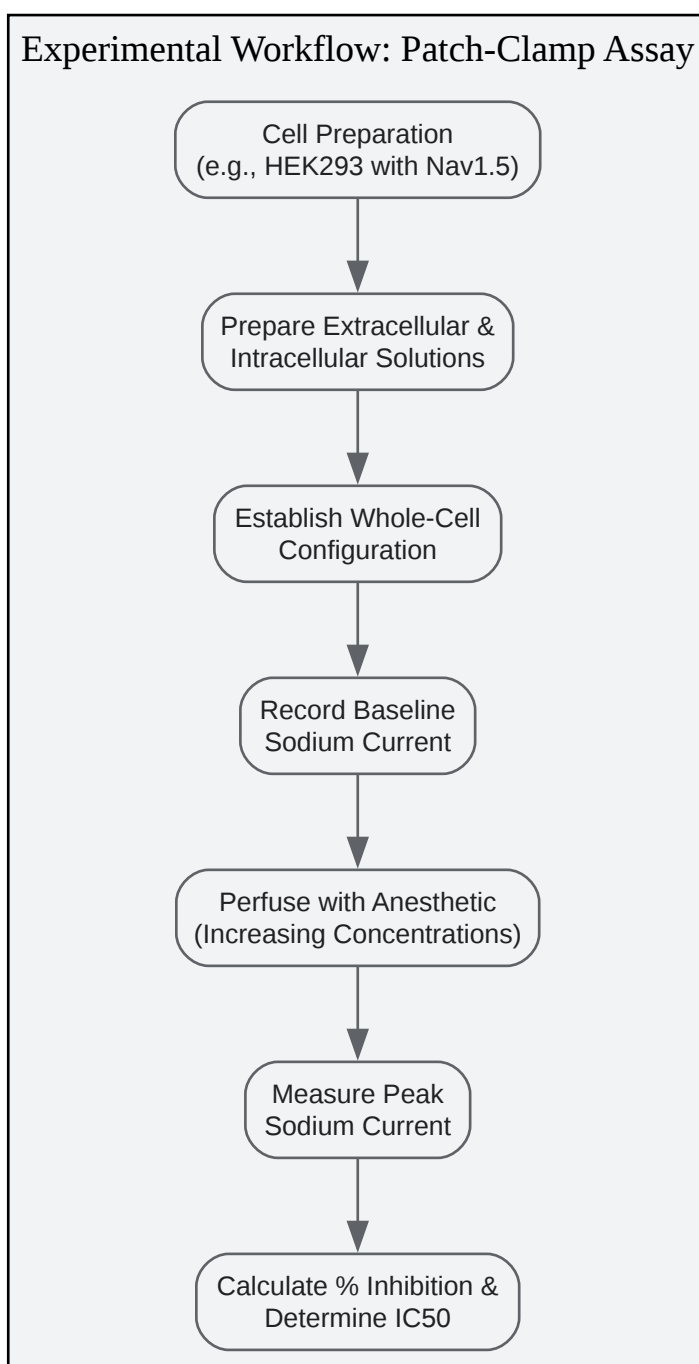 Experimental Workflow: Patch-Clamp Assay
Cell Preparation
(e.g., HEK293 with Nav1.5)
Prepare Extracellular &
Intracellular Solutions
Establish Whole-Cell
Configuration
Record Baseline
Sodium Current
Perfuse with Anesthetic
(Increasing Concentrations)
Measure Peak
Sodium Current
Calculate % Inhibition &
Determine IC50